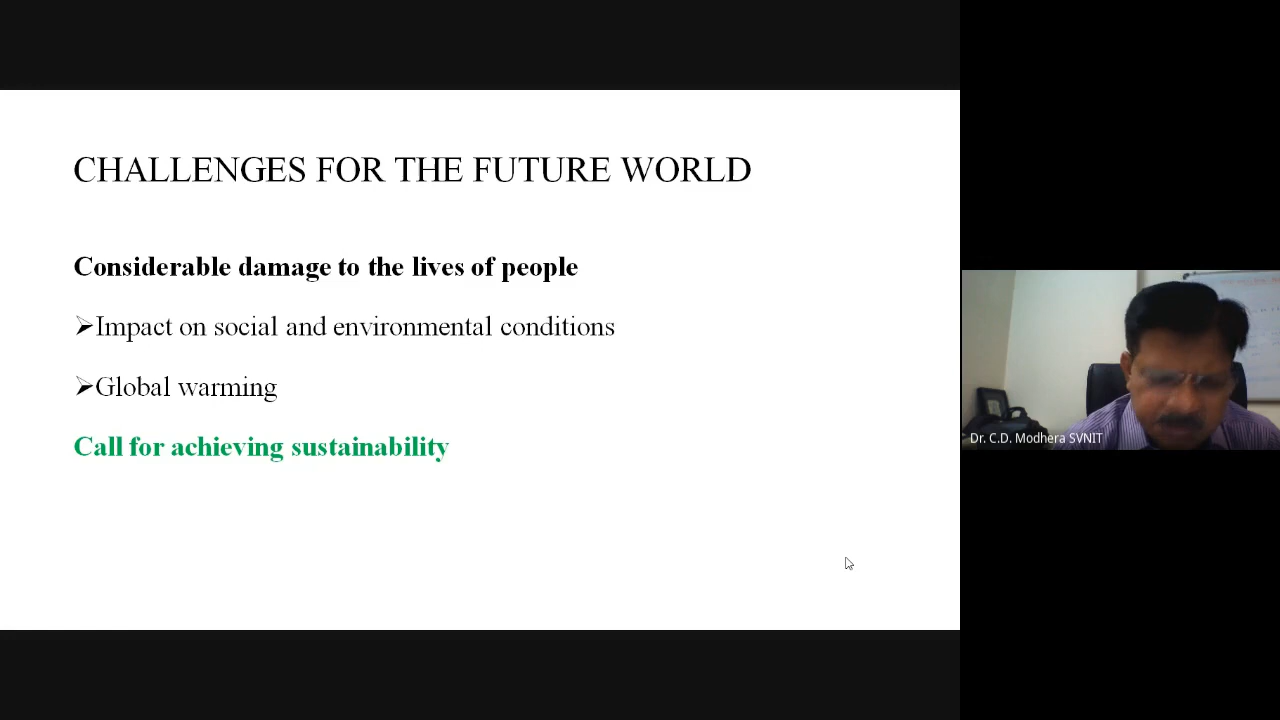 CHALLENGES FOR THE FUTURE WORLD
Considerable damage to the lives of people
➢Impact on social and environmental conditions
➢Global warming
Call for achieving sustainability
Dr. C.D. Modhera SVNIT